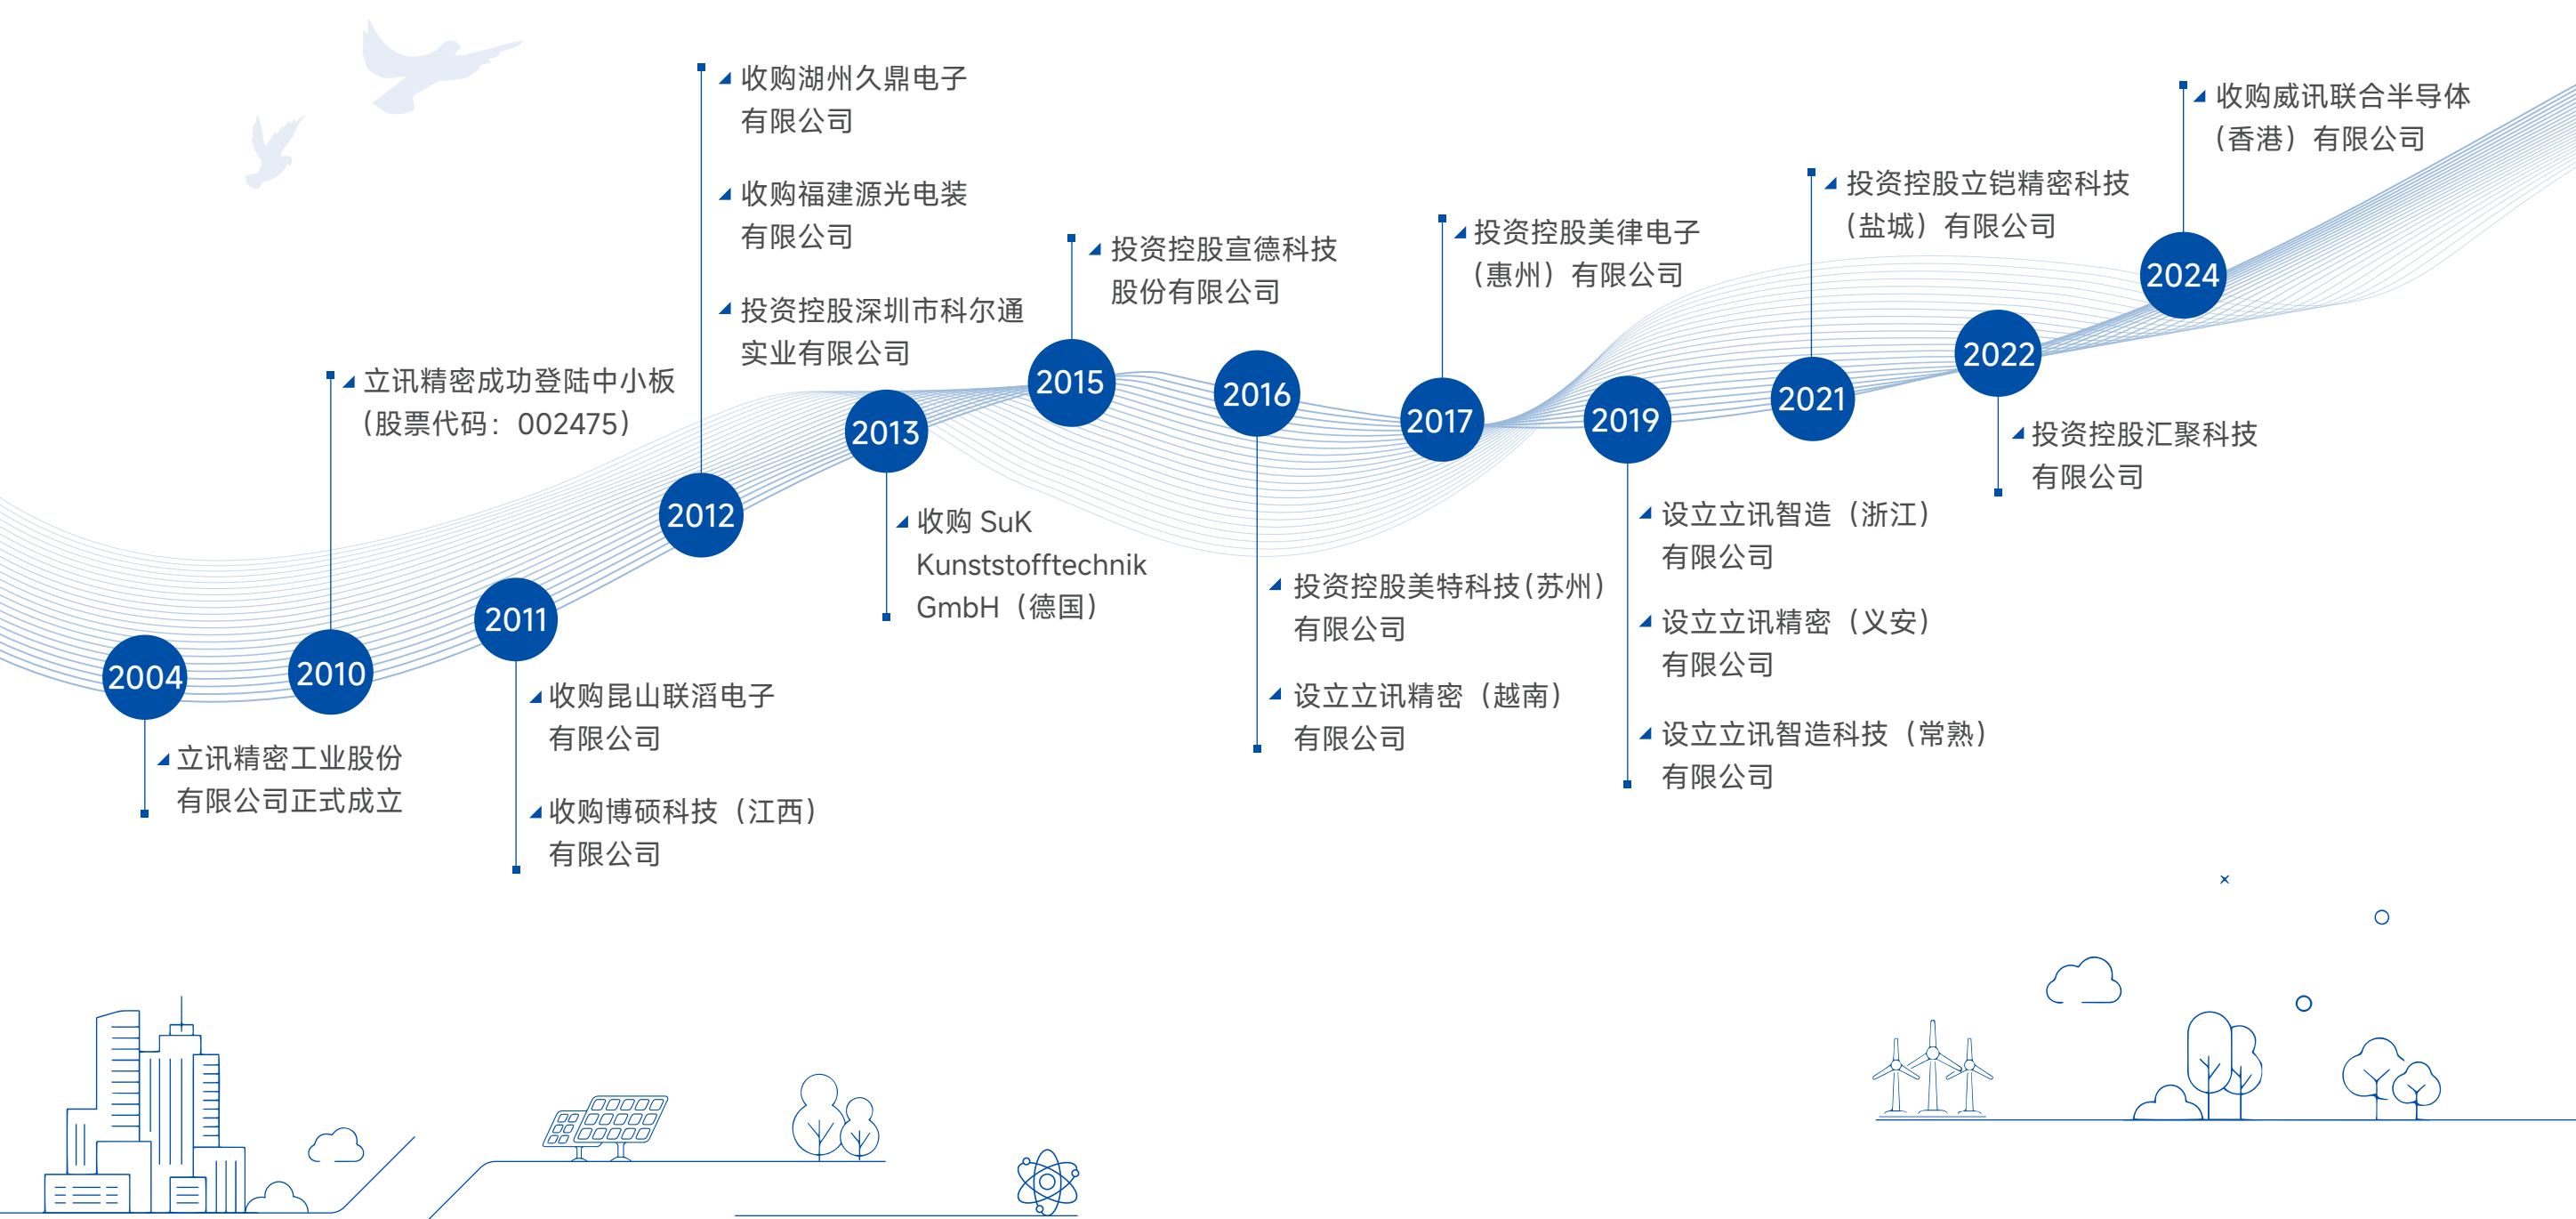 2004
立讯精密工业股份
有限公司正式成立
2010
立讯精密成功登陆中小板
（股票代码：002475）
2011
收购昆山联滔电子
有限公司
收购博硕科技（江西）
有限公司
2012
收购湖州久鼎电子
有限公司
收购福建源光电装
有限公司
投资控股深圳市科尔通
实业有限公司
2013
收购 SuK
Kunststofftechnik
GmbH（德国）
2015
投资控股宣德科技
股份有限公司
2016
投资控股美特科技（苏州）
有限公司
设立立讯精密（越南）
有限公司
2017
投资控股美律电子
（惠州）有限公司
2019
设立立讯智造（浙江）
有限公司
设立立讯精密（义安）
有限公司
设立立讯智造科技（常熟）
有限公司
2021
投资控股立铠精密科技
（盐城）有限公司
2022
投资控股汇聚科技
有限公司
2024
收购威讯联合半导体
（香港）有限公司